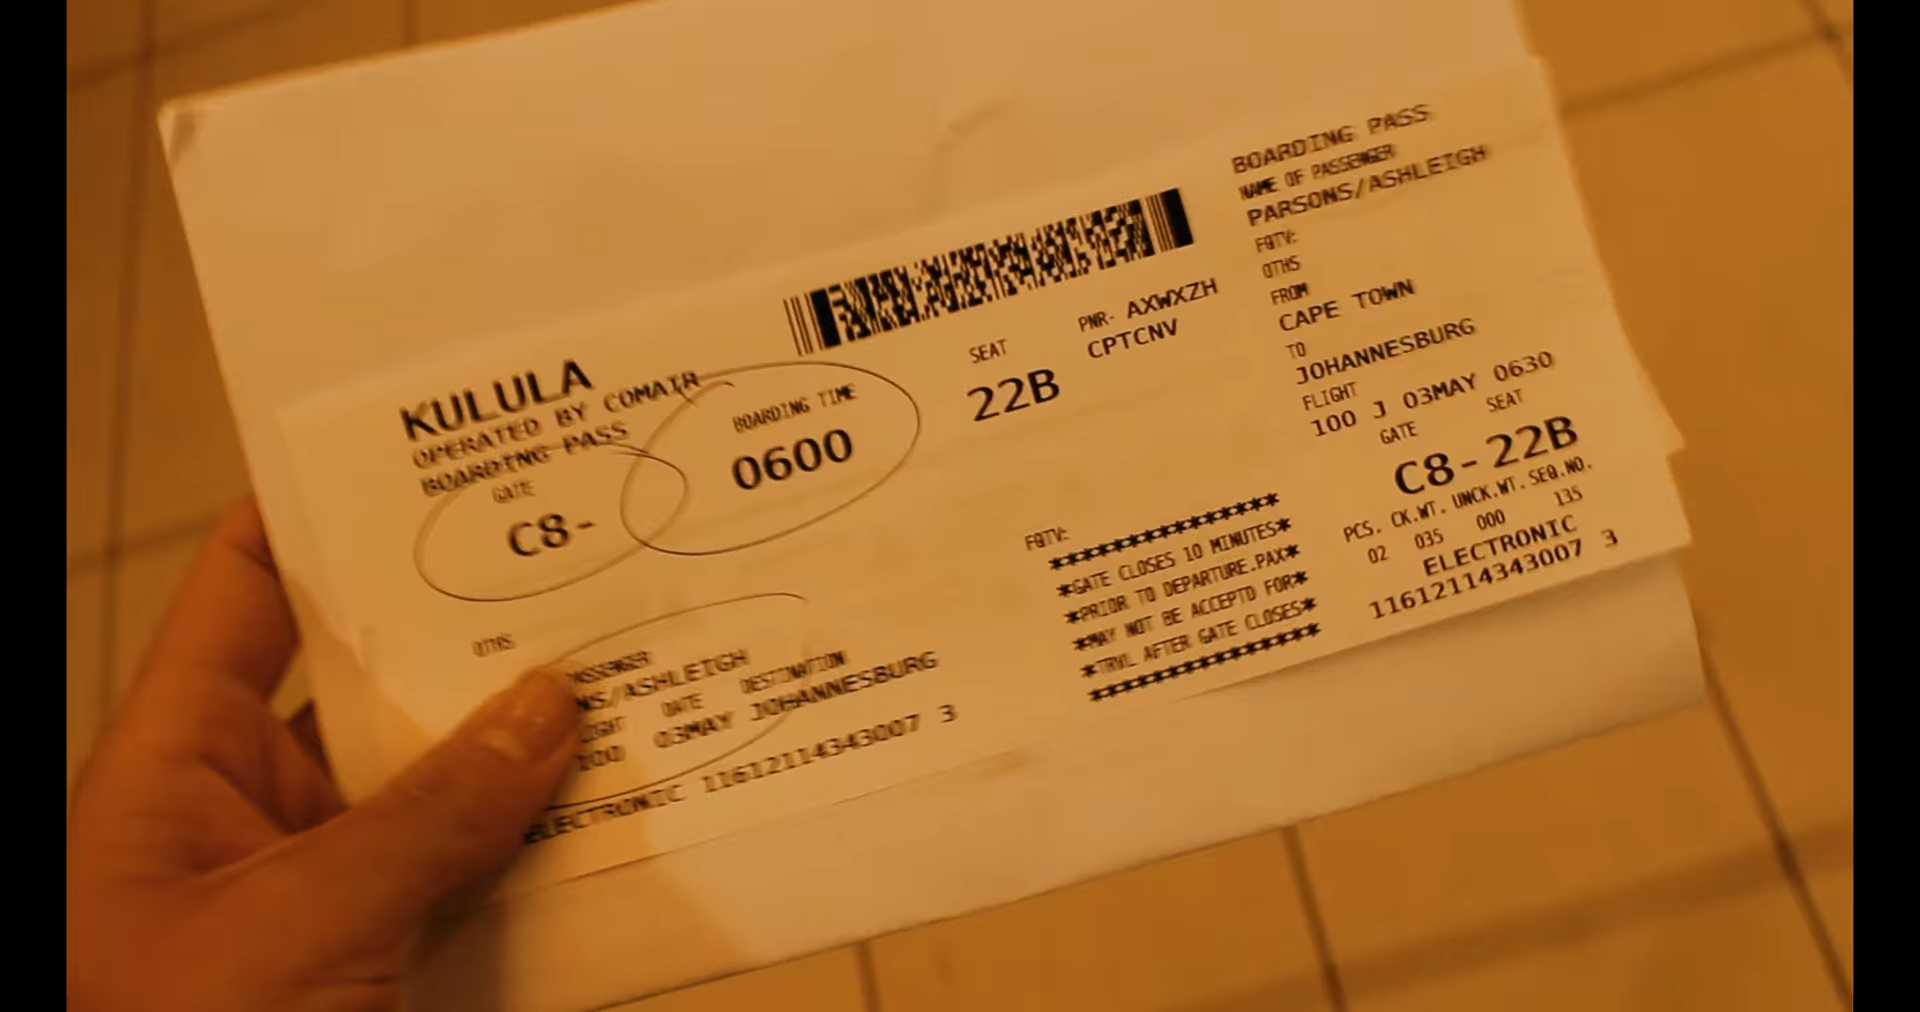 KULULA
OPERATED BY COMAIR
BOARDING PASS
GATE
C8-
BOARDING TIME
0600
SEAT
22B
PNR- AXWXZH
CPTCNV
OTHS
NS/ASHLEIGH
DATE DESTINATION
03MAY JOHANNESBURG
ELECTRONIC 11612114343007 3
FQTV:
********************
*GATE CLOSES 10 MINUTES*
*PRIOR TO DEPARTURE.PAX*
*MAY NOT BE ACCEPTD FOR*
*TRVL AFTER GATE CLOSES*
********************
BOARDING PASS
NAME OF PASSENGER
PARSONS/ASHLEIGH
FQTV:
OTHS
FROM
CAPE TOWN
TO
JOHANNESBURG
FLIGHT
100 J 03MAY 0630
GATE SEAT
C8-22B
PCS. CK.WT. UNCK.WT. SEQ.NO.
02 035 000 135
ELECTRONIC
11612114343007 3